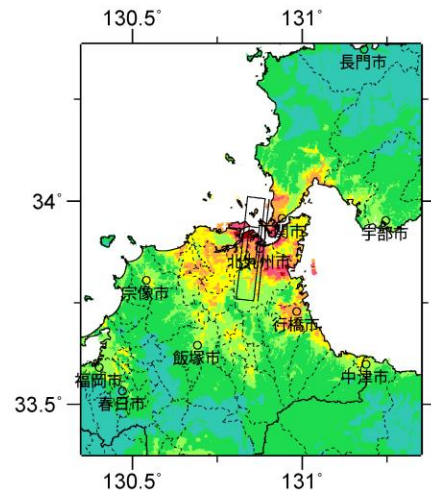 130.5° 131°
長門市
34°
下関市
宇部市
北九州市
宗像市
行橋市
飯塚市
福岡市
中津市
春日市
33.5°
130.5° 131°